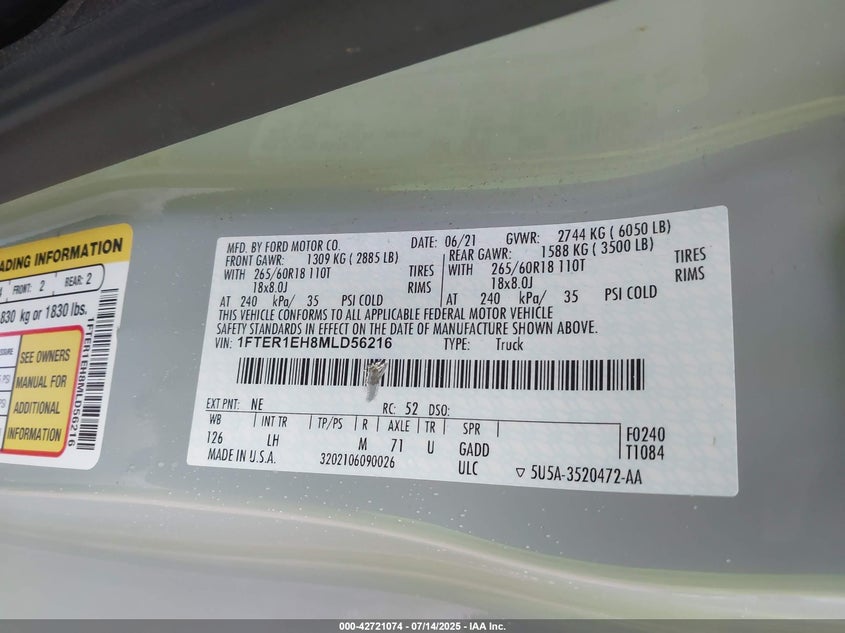 ADING INFORMATION
FRONT: 2 REAR: 2
830 kg or 1830 lbs.
SEE OWNERS
MANUAL FOR
ADDITIONAL
INFORMATION
1FTER1EH8MLD56216
MFD. BY FORD MOTOR CO. DATE: 06/21 GVWR: 2744 KG ( 6050 LB)
FRONT GAWR: 1309 KG ( 2885 LB) REAR GAWR: 1588 KG ( 3500 LB)
WITH 265/60R18 110T TIRES WITH 265/60R18 110T TIRES
18x8.0J RIMS 18x8.0J RIMS
AT 240 kPa/ 35 PSI COLD AT 240 kPa/ 35 PSI COLD
THIS VEHICLE CONFORMS TO ALL APPLICABLE FEDERAL MOTOR VEHICLE
SAFETY STANDARDS IN EFFECT ON THE DATE OF MANUFACTURE SHOWN ABOVE.
VIN: 1FTER1EH8MLD56216 TYPE: Truck
EXT PNT: NE RC: 52 DSO:
WB INT TR TP/PS R AXLE TR SPR F0240
126 LH M 71 U GADD T1084
MADE IN U.S.A. 3202106090026 ULC ▽ 5U5A-3520472-AA
000-42721074 / 07/14/2025 - IAA Inc.